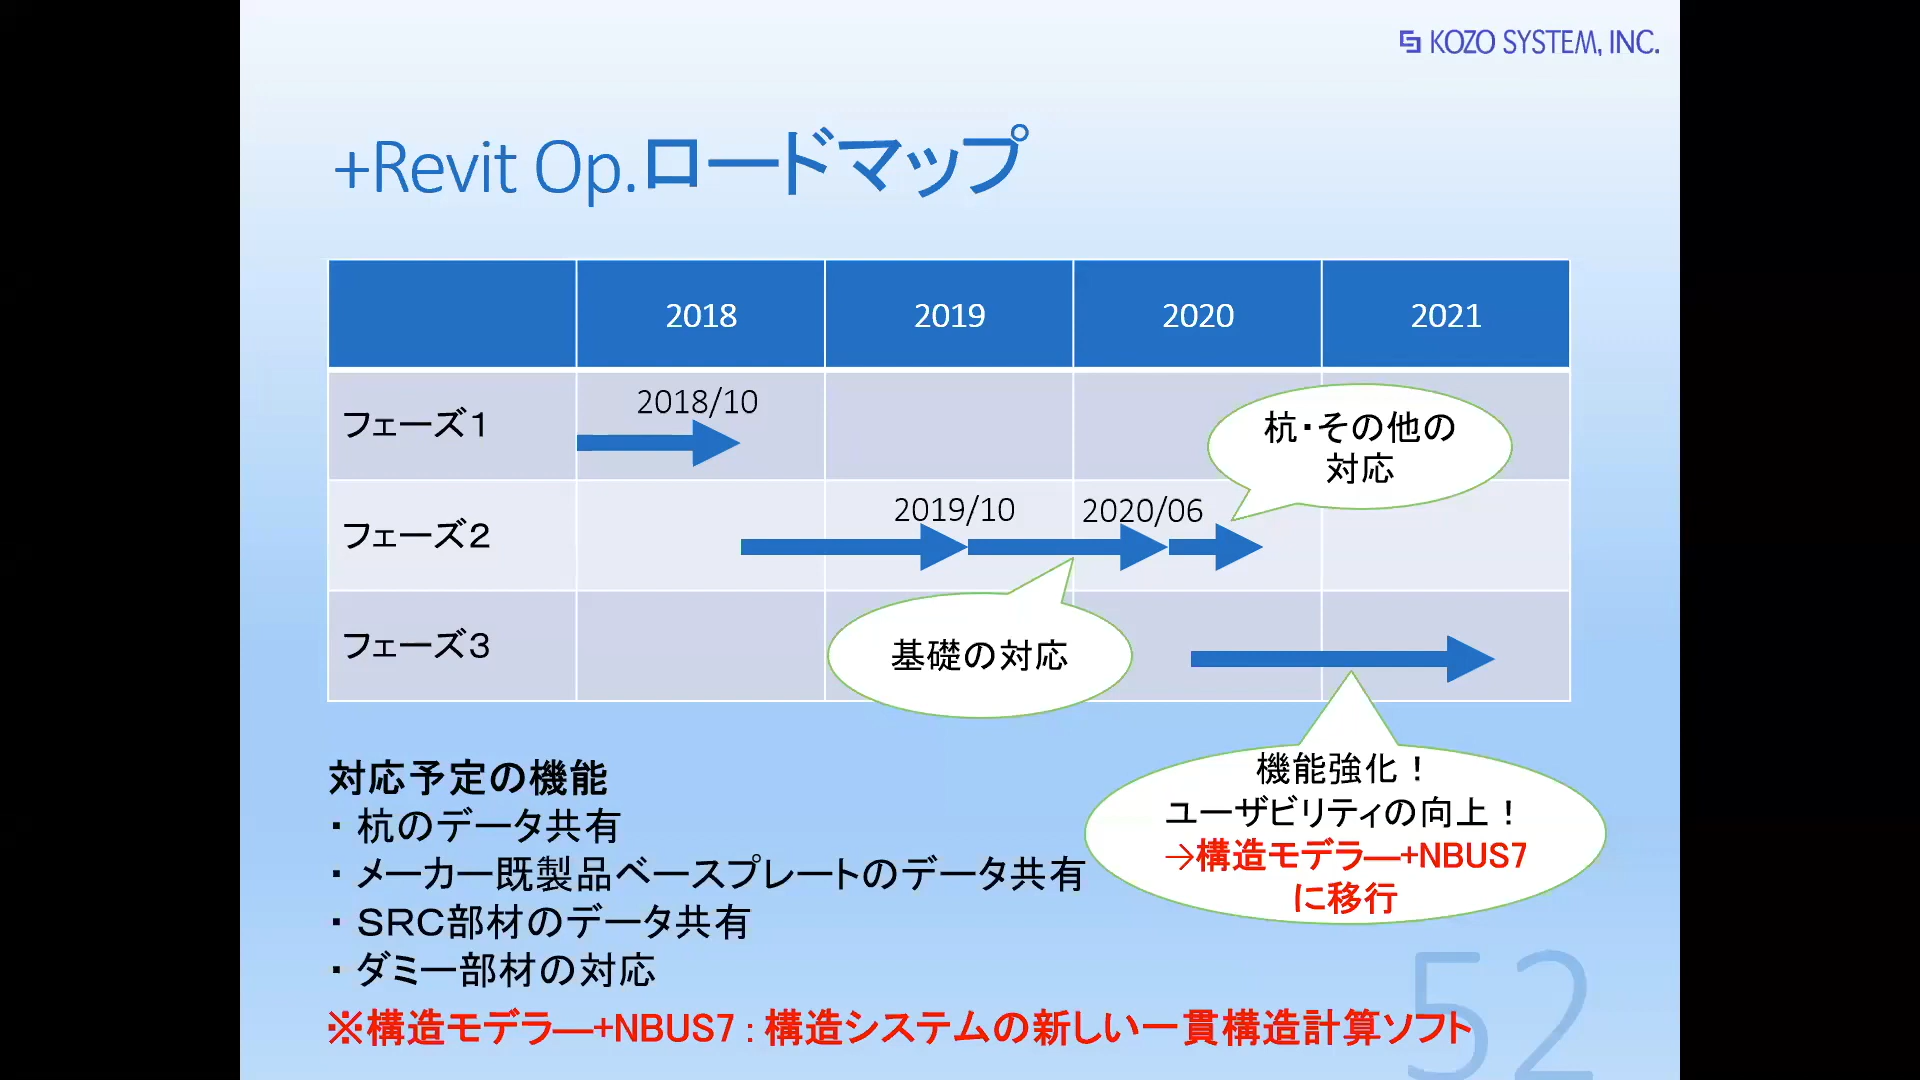 KOZO SYSTEM, INC.
+Revit Op.ロードマップ
2018
2019
2020
2021
フェーズ１
2018/10
杭・その他の
対応
フェーズ２
2019/10
2020/06
フェーズ３
基礎の対応
機能強化！
ユーザビリティの向上！
→構造モデラ―+NBUS7
に移行
対応予定の機能
・杭のデータ共有
・メーカー既製品ベースプレートのデータ共有
・ＳＲＣ部材のデータ共有
・ダミー部材の対応
※構造モデラ―+NBUS7：構造システムの新しい一貫構造計算ソフト
52